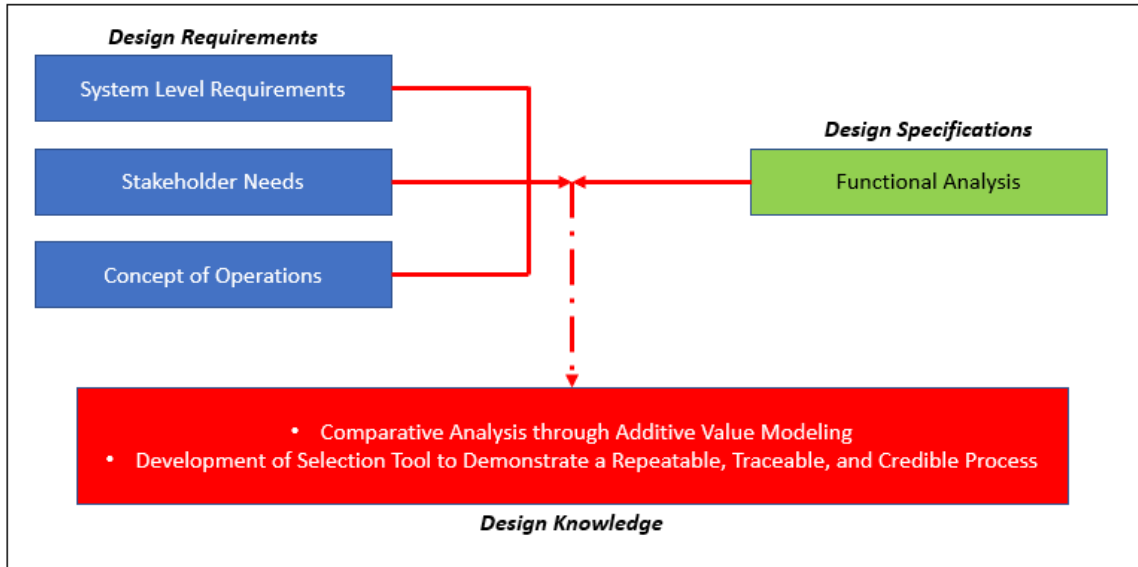 Design Requirements
System Level Requirements
Stakeholder Needs
Concept of Operations
Design Specifications
Functional Analysis
• Comparative Analysis through Additive Value Modeling
• Development of Selection Tool to Demonstrate a Repeatable, Traceable, and Credible Process
Design Knowledge